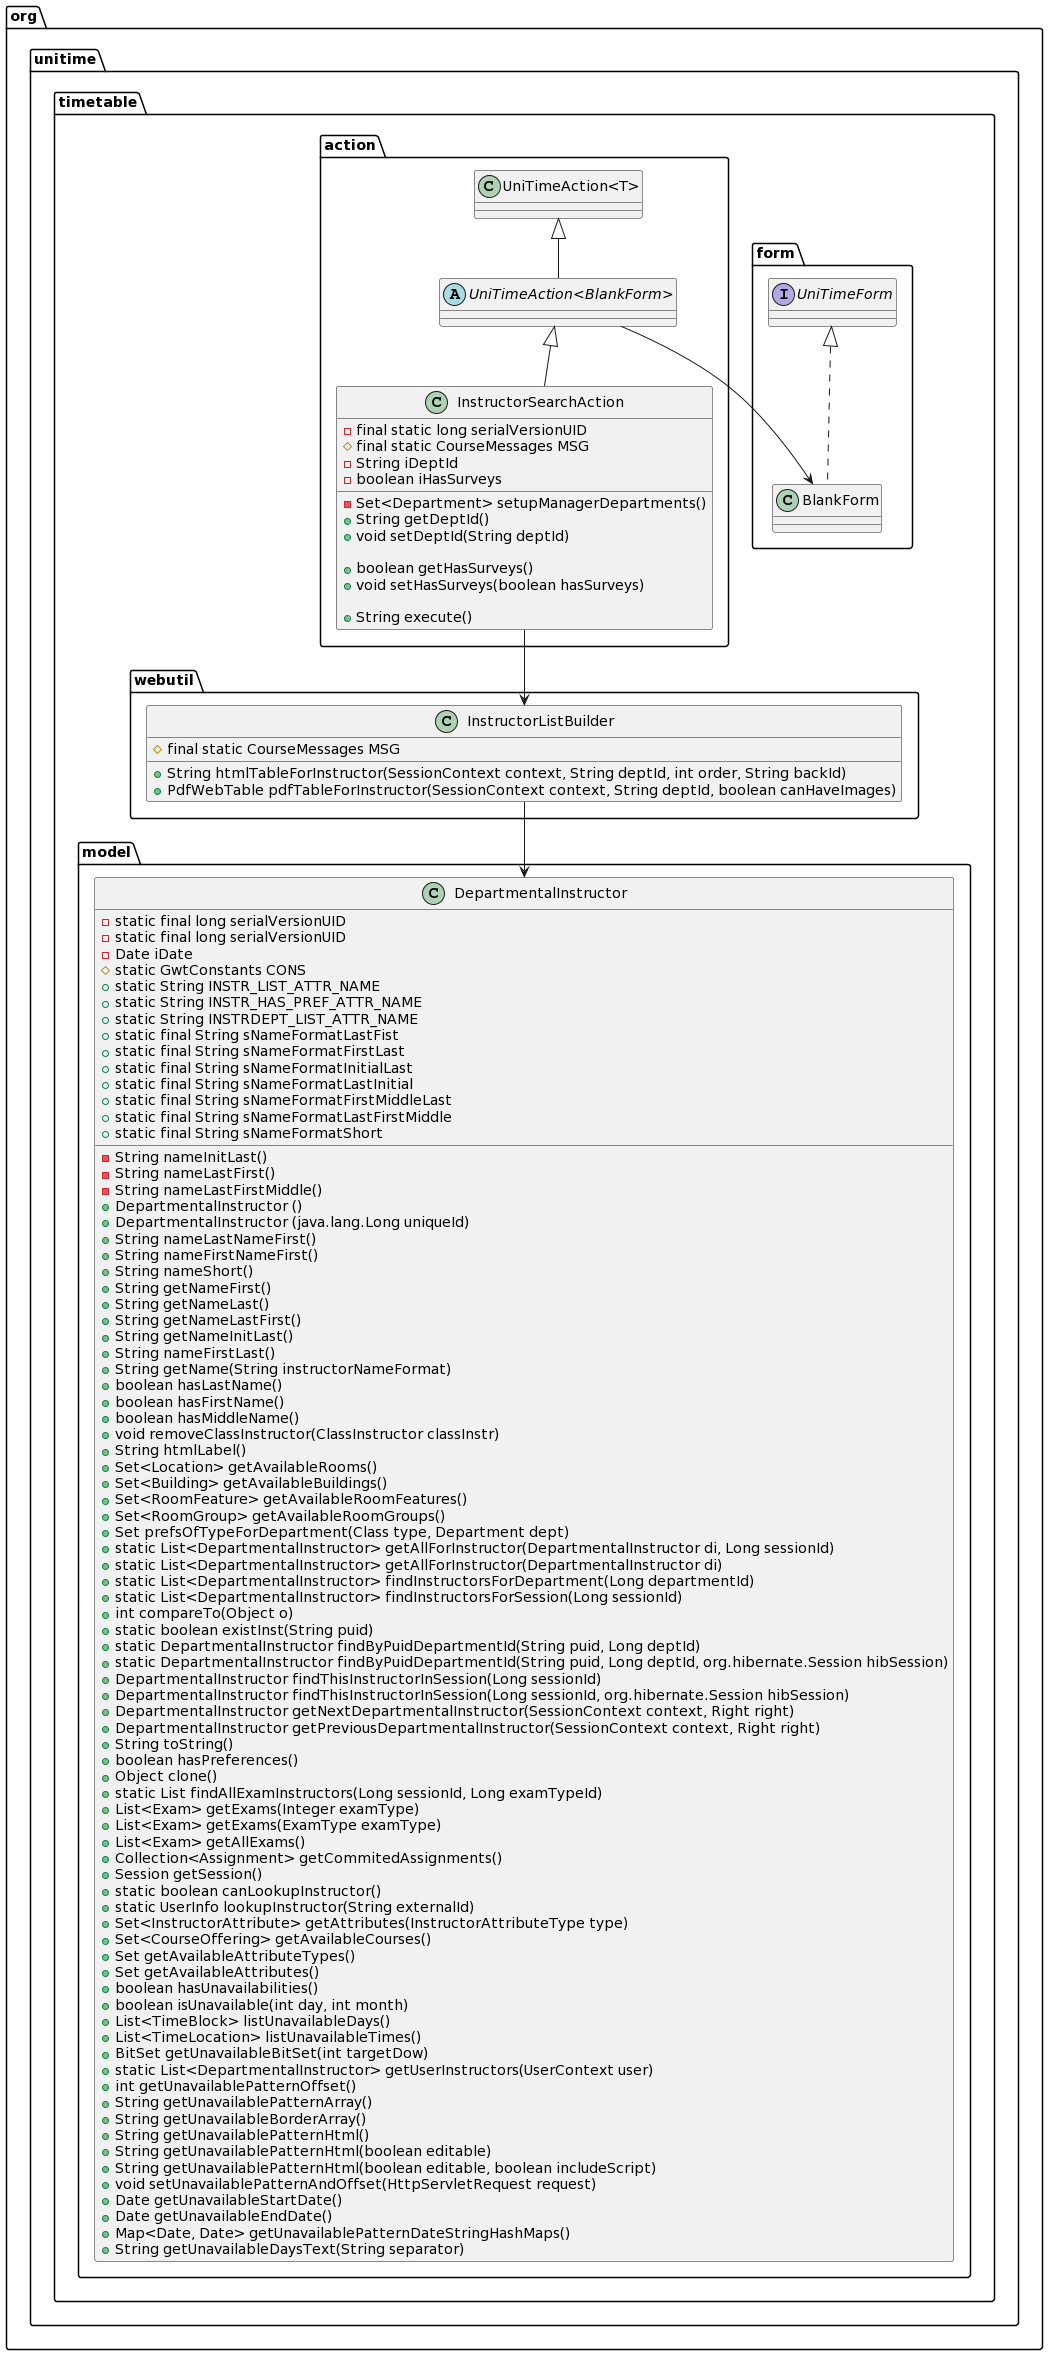 org
unitime
timetable
action
C UniTimeAction<T>
form
A UniTimeAction<BlankForm>
I UniTimeForm
C InstructorSearchAction
final static long serialVersionUID
final static CourseMessages MSG
String iDeptId
boolean iHasSurveys
Set<Department> setupManagerDepartments()
String getDeptId()
void setDeptId(String deptId)
boolean getHasSurveys()
void setHasSurveys(boolean hasSurveys)
String execute()
C BlankForm
webutil
C InstructorListBuilder
final static CourseMessages MSG
String htmlTableForInstructor(SessionContext context, String deptId, int order, String backId)
PdfWebTable pdfTableForInstructor(SessionContext context, String deptId, boolean canHaveImages)
model
C DepartmentalInstructor
static final long serialVersionUID
static final long serialVersionUID
Date iDate
static GwtConstants CONS
static String INSTR_LIST_ATTR_NAME
static String INSTR_HAS_PREF_ATTR_NAME
static String INSTRDEPT_LIST_ATTR_NAME
static final String sNameFormatLastFist
static final String sNameFormatFirstLast
static final String sNameFormatInitialLast
static final String sNameFormatLastInitial
static final String sNameFormatFirstMiddleLast
static final String sNameFormatLastFirstMiddle
static final String sNameFormatShort
String nameInitLast()
String nameLastFirst()
String nameLastFirstMiddle()
DepartmentalInstructor ()
DepartmentalInstructor (java.lang.Long uniqueId)
String nameLastNameFirst()
String nameFirstNameFirst()
String nameShort()
String getNameFirst()
String getNameLast()
String getNameLastFirst()
String getNameInitLast()
String nameFirstLast()
String getName(String instructorNameFormat)
boolean hasLastName()
boolean hasFirstName()
boolean hasMiddleName()
void removeClassInstructor(ClassInstructor classInstr)
String htmlLabel()
Set<Location> getAvailableRooms()
Set<Building> getAvailableBuildings()
Set<RoomFeature> getAvailableRoomFeatures()
Set<RoomGroup> getAvailableRoomGroups()
Set prefsOfTypeForDepartment(Class type, Department dept)
static List<DepartmentalInstructor> getAllForInstructor(DepartmentalInstructor di, Long sessionId)
static List<DepartmentalInstructor> getAllForInstructor(DepartmentalInstructor di)
static List<DepartmentalInstructor> findInstructorsForDepartment(Long departmentId)
static List<DepartmentalInstructor> findInstructorsForSession(Long sessionId)
int compareTo(Object o)
static boolean existInst(String puid)
static DepartmentalInstructor findByPuidDepartmentId(String puid, Long deptId)
static DepartmentalInstructor findByPuidDepartmentId(String puid, Long deptId, org.hibernate.Session hibSession)
DepartmentalInstructor findThisInstructorInSession(Long sessionId)
DepartmentalInstructor findThisInstructorInSession(Long sessionId, org.hibernate.Session hibSession)
DepartmentalInstructor getNextDepartmentalInstructor(SessionContext context, Right right)
DepartmentalInstructor getPreviousDepartmentalInstructor(SessionContext context, Right right)
String toString()
boolean hasPreferences()
Object clone()
static List findAllExamInstructors(Long sessionId, Long examTypeId)
List<Exam> getExams(Integer examType)
List<Exam> getExams(ExamType examType)
List<Exam> getAllExams()
Collection<Assignment> getCommitedAssignments()
Session getSession()
static boolean canLookupInstructor()
static UserInfo lookupInstructor(String externalId)
Set<InstructorAttribute> getAttributes(InstructorAttributeType type)
Set<CourseOffering> getAvailableCourses()
Set getAvailableAttributeTypes()
Set getAvailableAttributes()
boolean hasUnavailabilities()
boolean isUnavailable(int day, int month)
List<TimeBlock> listUnavailableDays()
List<TimeLocation> listUnavailableTimes()
BitSet getUnavailableBitSet(int targetDow)
static List<DepartmentalInstructor> getUserInstructors(UserContext user)
int getUnavailablePatternOffset()
String getUnavailablePatternArray()
String getUnavailableBorderArray()
String getUnavailablePatternHtml()
String getUnavailablePatternHtml(boolean editable)
String getUnavailablePatternHtml(boolean editable, boolean includeScript)
void setUnavailablePatternAndOffset(HttpServletRequest request)
Date getUnavailableStartDate()
Date getUnavailableEndDate()
Map<Date, Date> getUnavailablePatternDateStringHashMaps()
String getUnavailableDaysText(String separator)